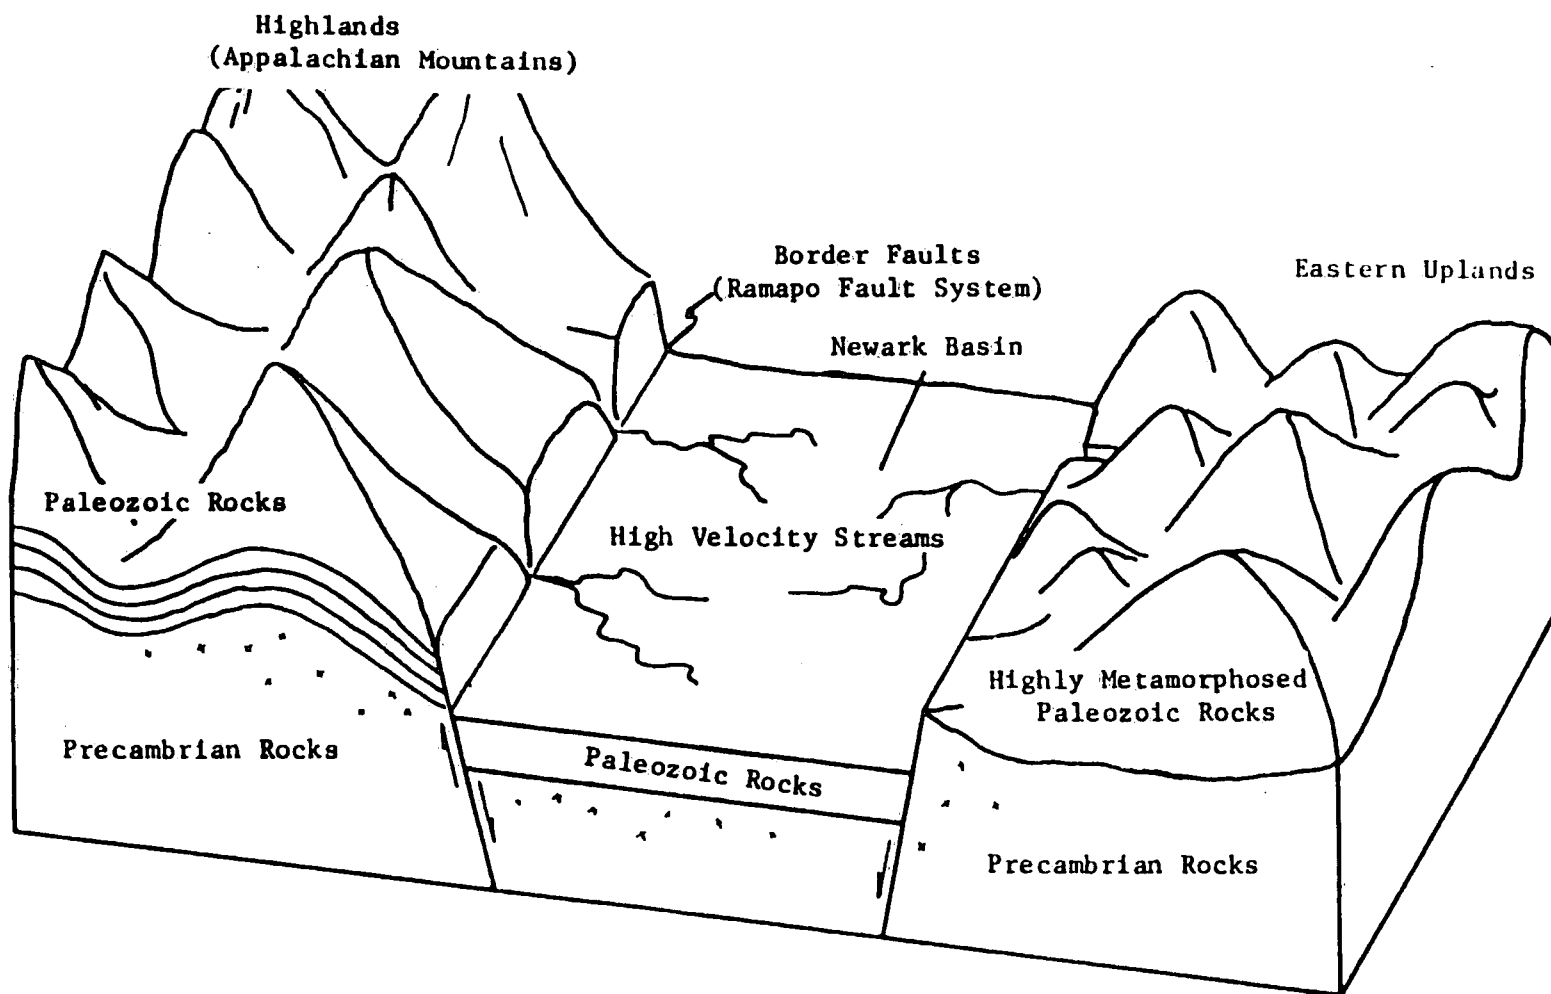 Highlands
(Appalachian Mountains)
Border Faults
(Ramapo Fault System)
Eastern Uplands
Newark Basin
Paleozoic Rocks
High Velocity Streams
Highly Metamorphosed
Paleozoic Rocks
Precambrian Rocks
Paleozoic Rocks
Precambrian Rocks